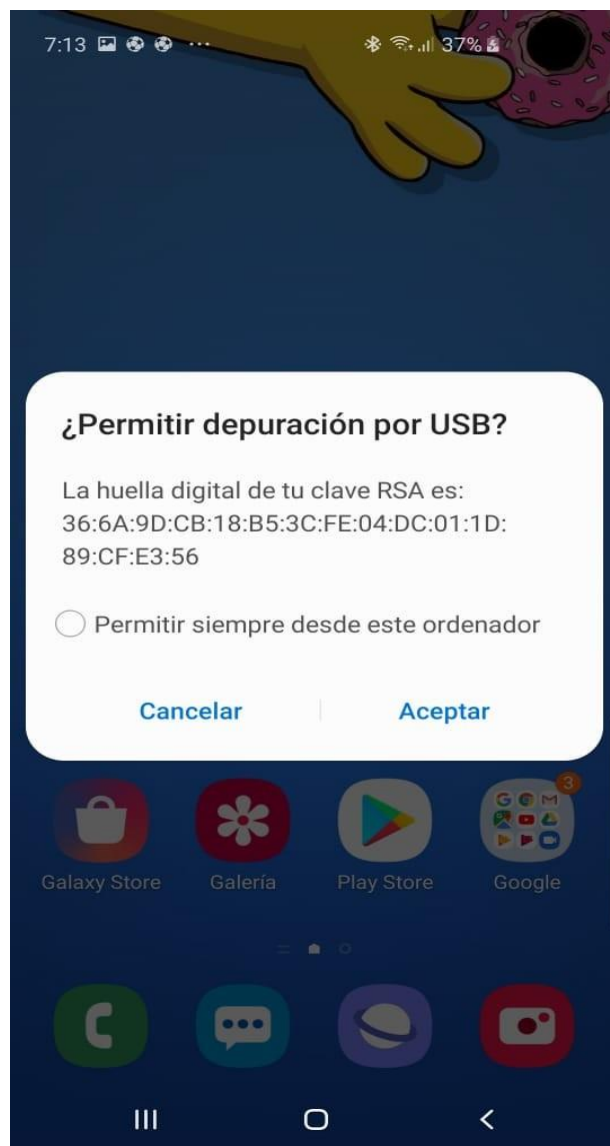 7:13
37%
¿Permitir depuración por USB?
La huella digital de tu clave RSA es:
36:6A:9D:CB:18:B5:3C:FE:04:DC:01:1D:
89:CF:E3:56
Permitir siempre desde este ordenador
Cancelar
Aceptar
3
Galaxy Store
Galería
Play Store
Google